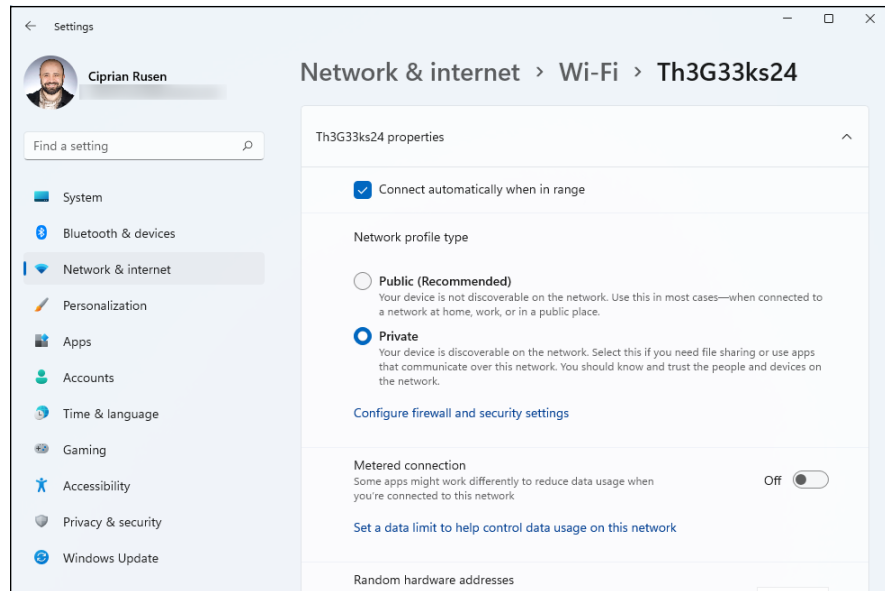 Settings
Ciprian Rusen
Find a setting
System
Bluetooth & devices
Network & internet
Personalization
Apps
Accounts
Time & language
Gaming
Accessibility
Privacy & security
Windows Update
Network & internet > Wi-Fi > Th3G33ks24
Th3G33ks24 properties
Connect automatically when in range
Network profile type
Public (Recommended)
Your device is not discoverable on the network. Use this in most cases—when connected to
a network at home, work, or in a public place.
Private
Your device is discoverable on the network. Select this if you need file sharing or use apps
that communicate over this network. You should know and trust the people and devices on
the network.
Configure firewall and security settings
Metered connection
Some apps might work differently to reduce data usage when
you're connected to this network
Off
Set a data limit to help control data usage on this network
Random hardware addresses